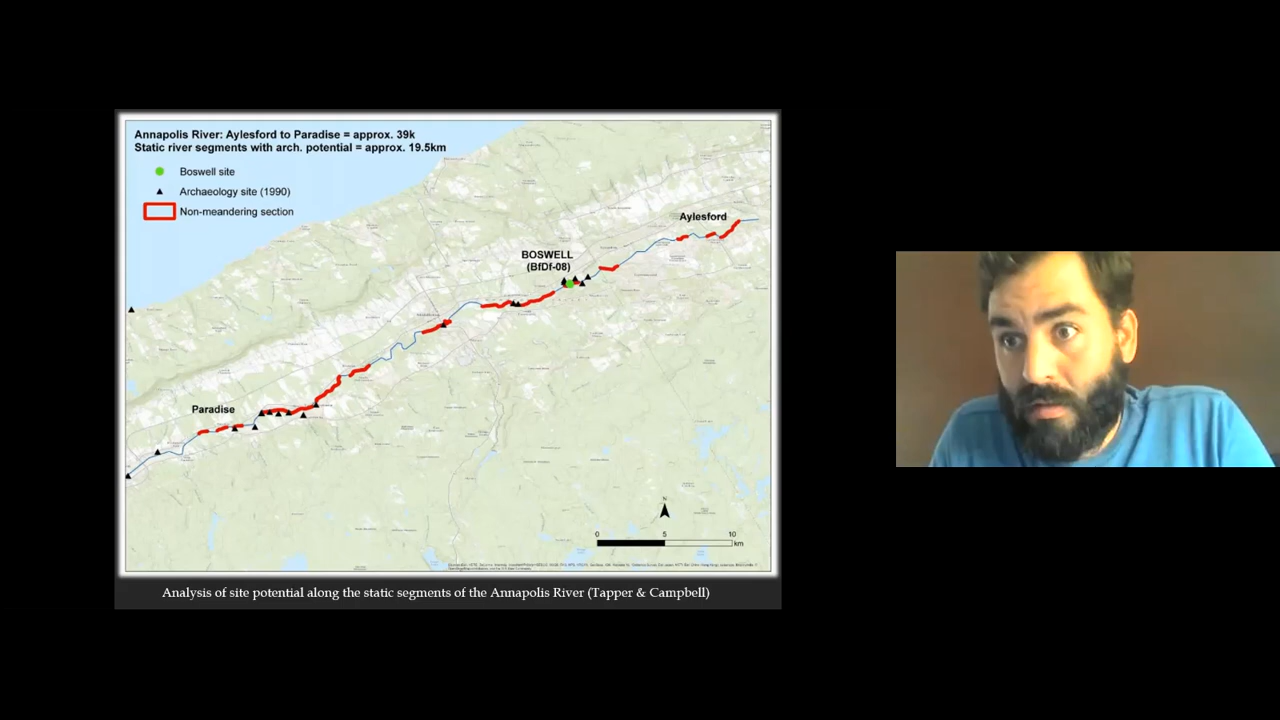 Annapolis River: Aylesford to Paradise = approx. 39k
Static river segments with arch. potential = approx. 19.5km
Boswell site
Archaeology site (1990)
Non-meandering section
Aylesford
BOSWELL
(BfDf-08)
Paradise
N
0 5 10
km
Analysis of site potential along the static segments of the Annapolis River (Tapper & Campbell)